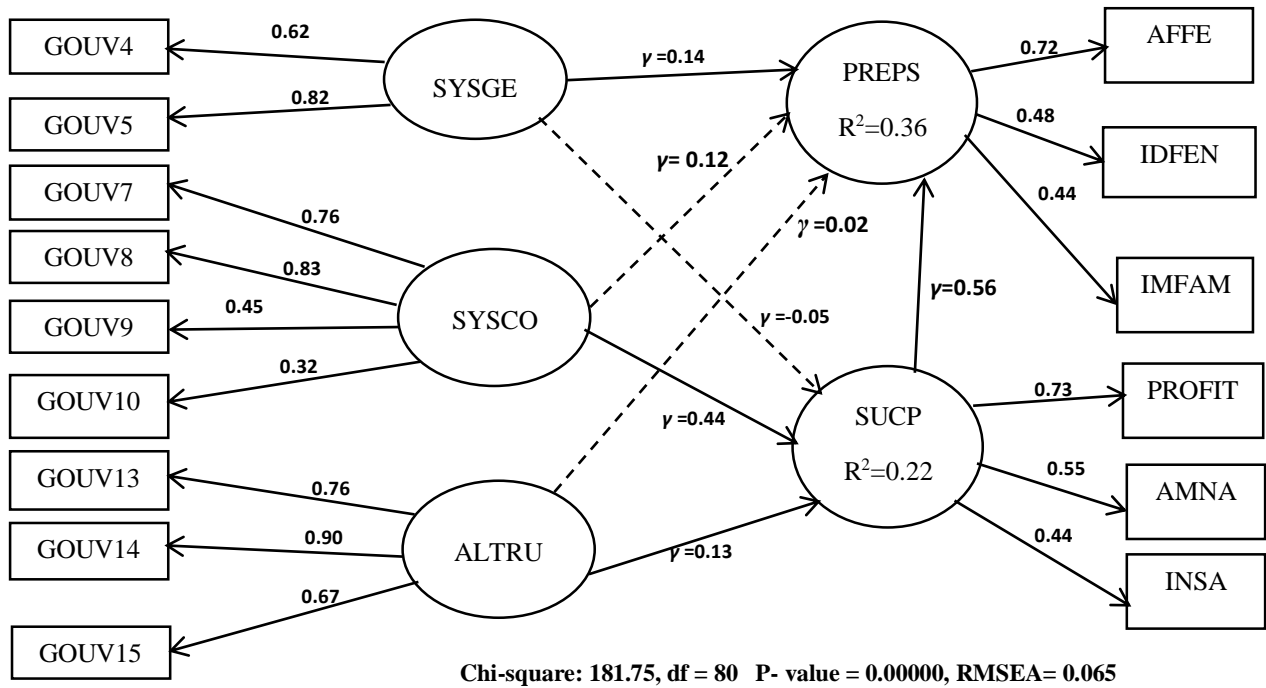 GOUV4
GOUV5
GOUV7
GOUV8
GOUV9
GOUV10
GOUV13
GOUV14
GOUV15
0.62
0.82
0.76
0.83
0.45
0.32
0.76
0.90
0.67
SYSGE
SYSCO
ALTRU
γ =0.14
γ= 0.12
γ =0.02
γ =-0.05
γ =0.44
γ =0.13
γ=0.56
PREPS
R²=0.36
SUCP
R²=0.22
0.72
0.48
0.44
0.73
0.55
0.44
AFFE
IDFEN
IMFAM
PROFIT
AMNA
INSA
Chi-square: 181.75, df = 80 P- value = 0.00000, RMSEA= 0.065